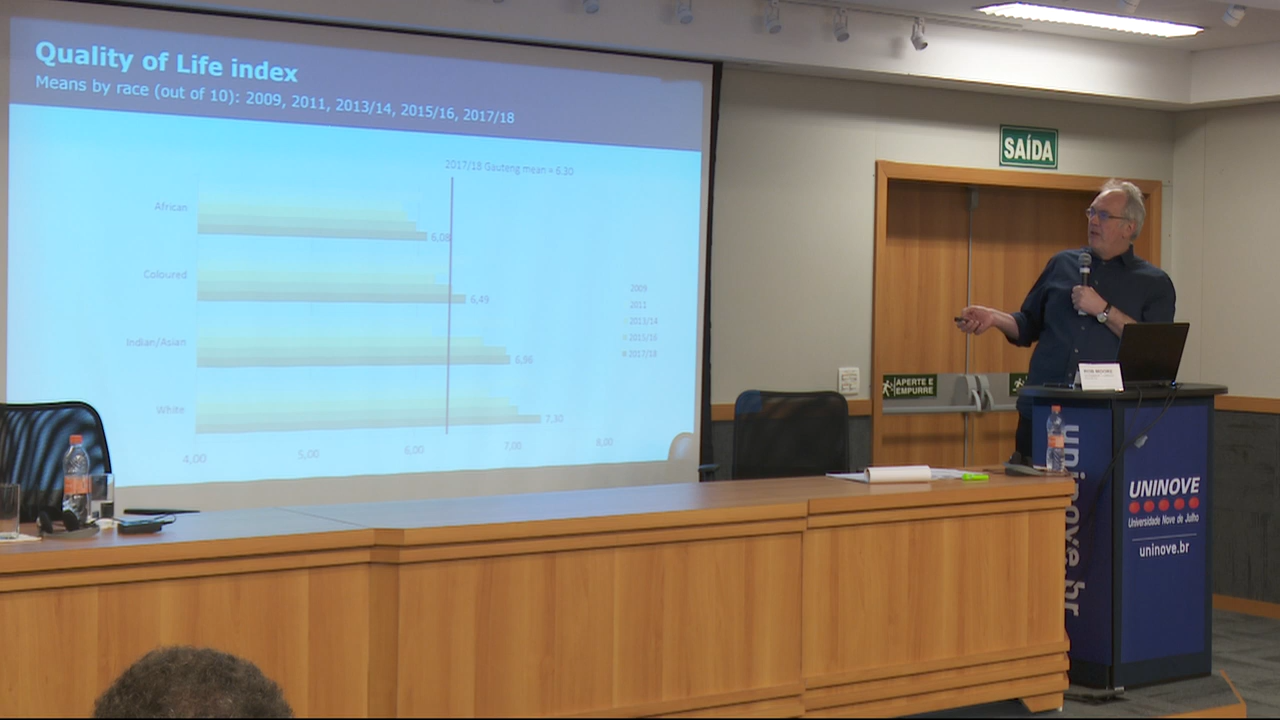 Quality of Life index
Means by race (out of 10): 2009, 2011, 2013/14, 2015/16, 2017/18
2017/18 Gauteng mean = 6.30
African
6,08
Coloured
6,49
Indian/Asian
6,96
White
7,30
4,00
5,00
6,00
7,00
8,00
2009
2011
2013/14
2015/16
2017/18
SAÍDA
APERTE E
EMPURRE
ROB MOORE
uninove.br
UNINOVE
Universidade Nove de Julho
uninove.br